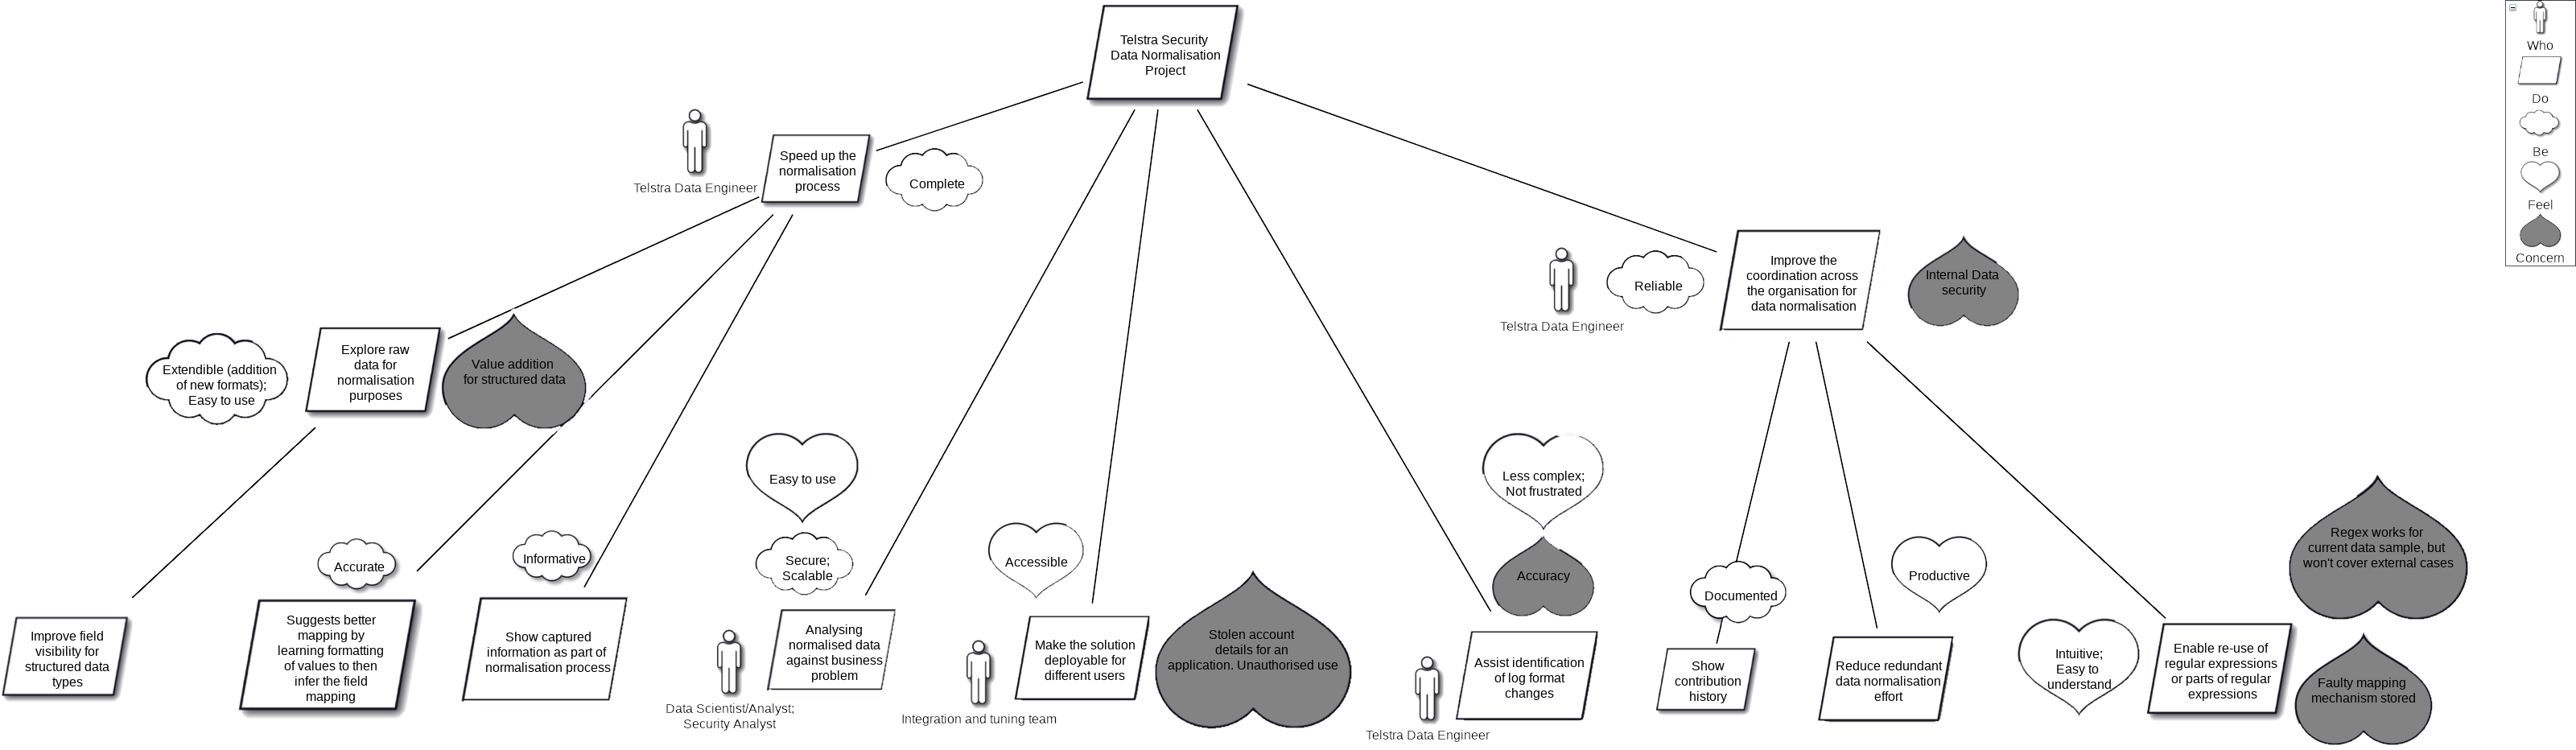 Telstra Security
Data Normalisation
Project
Who
Do
Be
Feel
Concern
Telstra Data Engineer
Speed up the
normalisation
process
Complete
Telstra Data Engineer
Reliable
Improve the
coordination across
the organisation for
data normalisation
Internal Data
security
Extendible (addition
of new formats);
Easy to use
Explore raw
data for
normalisation
purposes
Value addition
for structured data
Improve field
visibility for
structured data
types
Accurate
Suggests better
mapping by
learning formatting
of values to then
infer the field
mapping
Informative
Show captured
information as part of
normalisation process
Easy to use
Secure;
Scalable
Data Scientist/Analyst;
Security Analyst
Analysing
normalised data
against business
problem
Accessible
Integration and tuning team
Make the solution
deployable for
different users
Stolen account
details for an
application. Unauthorised use
Less complex;
Not frustrated
Accuracy
Telstra Data Engineer
Assist identification
of log format
changes
Documented
Show
contribution
history
Productive
Reduce redundant
data normalisation
effort
Intuitive;
Easy to
understand
Enable re-use of
regular expressions
or parts of regular
expressions
Regex works for
current data sample, but
won't cover external cases
Faulty mapping
mechanism stored